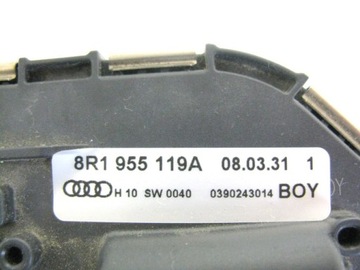 8R1 955 119A 08.03.31 1
H 10 SW 0040 0390243014 BOY